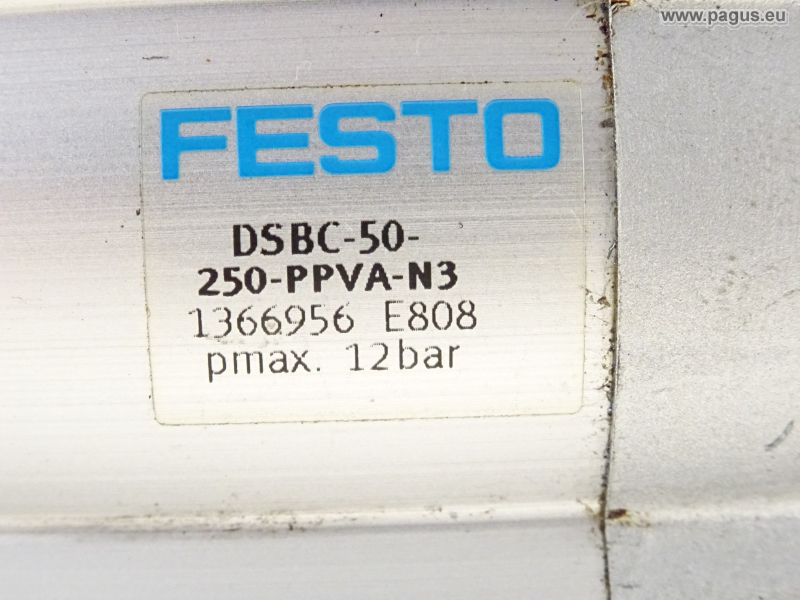 www.pagus.eu
FESTO
DSBC-50-
250-PPVA-N3
1366956 E808
pmax. 12bar